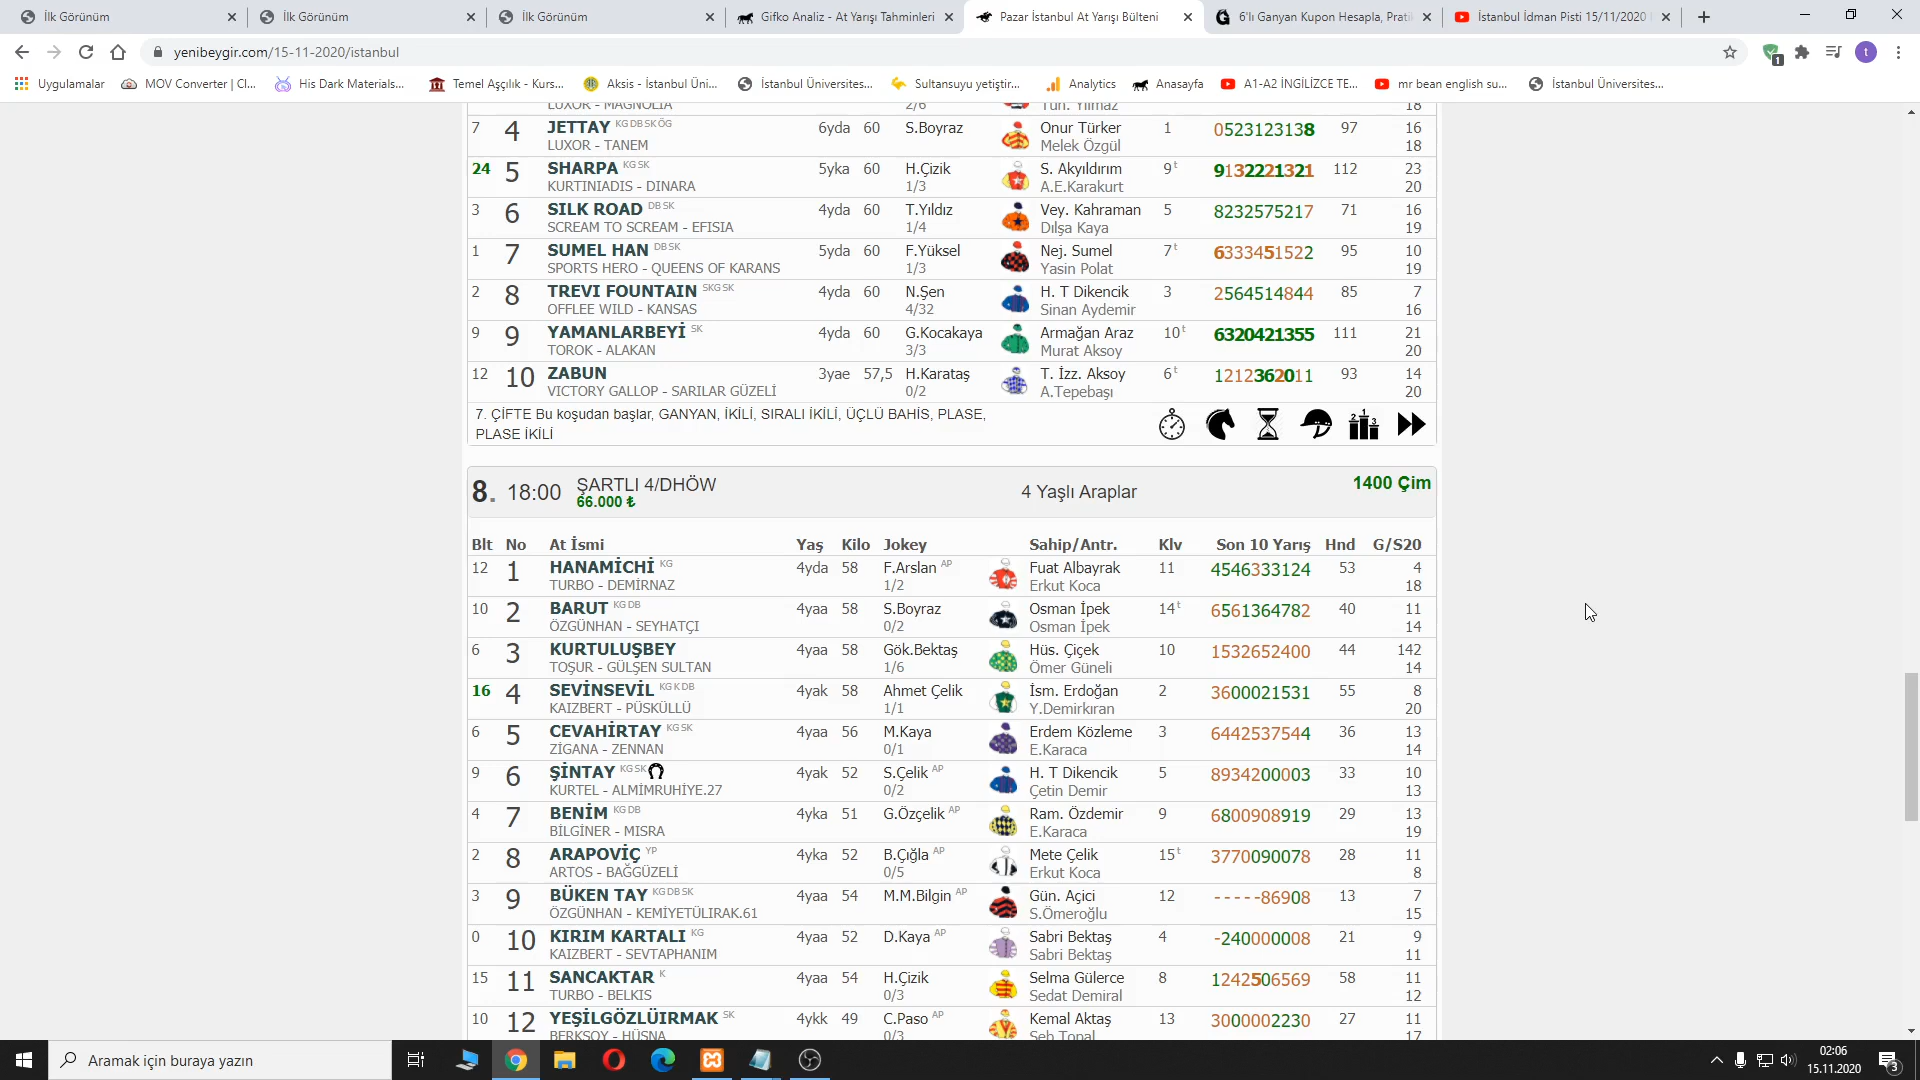 İlk Görünüm
İlk Görünüm
İlk Görünüm
Gifko Analiz - At Yarışı Tahminleri
Pazar İstanbul At Yarışı Bülteni
6'lı Ganyan Kupon Hesapla, Prati
İstanbul İdman Pisti 15/11/2020
yenibeygir.com/15-11-2020/istanbul
1
t
Uygulamalar
MOV Converter | Cl...
His Dark Materials...
Temel Aşçılık - Kurs...
Aksis - İstanbul Üni...
İstanbul Üniversites...
Sultansuyu yetiştir...
Analytics
Anasayfa
A1-A2 İNGİLİZCE TE...
mr bean english su...
İstanbul Üniversites...
LUXOR - MAGNOLIA 2/6 Tun. Yılmaz 18
7 4 JETTAY KG DB SK ÖG 6yda 60 S.Boyraz Onur Türker 1 0523123138 97 16
LUXOR - TANEM Melek Özgül 18
24 5 SHARPA KG SK 5yka 60 H.Çizik S. Akyıldırım 9t 9132221321 112 23
KURTINIADIS - DINARA 1/3 A.E.Karakurt 20
3 6 SILK ROAD DB SK 4yda 60 T.Yıldız Vey. Kahraman 5 8232575217 71 16
SCREAM TO SCREAM - EFISIA 1/4 Dılşa Kaya 19
1 7 SUMEL HAN DB SK 5yda 60 F.Yüksel Nej. Sumel 7t 6333451522 95 10
SPORTS HERO - QUEENS OF KARANS 1/3 Yasin Polat 19
2 8 TREVI FOUNTAIN SKG SK 4yda 60 N.Şen H. T Dikencik 3 2564514844 85 7
OFFLEE WILD - KANSAS 4/32 Sinan Aydemir 16
9 9 YAMANLARBEYİ SK 4yda 60 G.Kocakaya Armağan Araz 10t 6320421355 111 21
TOROK - ALAKAN 3/3 Murat Aksoy 20
12 10 ZABUN 3yae 57,5 H.Karataş T. İzz. Aksoy 6t 1212362011 93 14
VICTORY GALLOP - SARILAR GÜZELİ 0/2 A.Tepebaşı 20
7. ÇİFTE Bu koşudan başlar, GANYAN, İKİLİ, SIRALI İKİLİ, ÜÇLÜ BAHİS, PLASE,
PLASE İKİLİ
8. 18:00 ŞARTLI 4/DHÖW 4 Yaşlı Araplar 1400 Çim
66.000 ₺
Blt No At İsmi Yaş Kilo Jokey Sahip/Antr. Klv Son 10 Yarış Hnd G/S20
12 1 HANAMİCHİ KG 4yda 58 F.Arslan AP Fuat Albayrak 11 4546333124 53 4
TURBO - DEMİRNAZ 1/2 Erkut Koca 18
10 2 BARUT KG DB 4yaa 58 S.Boyraz Osman İpek 14t 6561364782 40 11
ÖZGÜNHAN - SEYHATÇI 0/2 Osman İpek 14
6 3 KURTULUŞBEY 4yaa 58 Gök.Bektaş Hüs. Çiçek 10 1532652400 44 142
TOŞUR - GÜLŞEN SULTAN 1/6 Ömer Güneli 14
16 4 SEVİNSEVİL KG K DB 4yak 58 Ahmet Çelik İsm. Erdoğan 2 3600021531 55 8
KAIZBERT - PÜSKÜLLÜ 1/1 Y.Demirkıran 20
6 5 CEVAHİRTAY KG SK 4yaa 56 M.Kaya Erdem Közleme 3 6442537544 36 13
ZİGANA - ZENNAN 0/1 E.Karaca 14
9 6 ŞİNTAY KG SK 4yak 52 S.Çelik AP H. T Dikencik 5 8934200003 33 10
KURTEL - ALMİMRUHİYE.27 0/2 Çetin Demir 13
4 7 BENİM KG DB 4yka 51 G.Özçelik AP Ram. Özdemir 9 6800908919 29 13
BİLGİNER - MISRA E.Karaca 19
2 8 ARAPOVİÇ YP 4yka 52 B.Çığla AP Mete Çelik 15t 3770090078 28 11
ARTOS - BAĞGÜZELİ 0/5 Erkut Koca 8
3 9 BÜKEN TAY KG DB SK 4yaa 54 M.M.Bilgin AP Gün. Açici 12 -----86908 13 7
ÖZGÜNHAN - KEMİYETÜLIRAK.61 S.Ömeroğlu 15
0 10 KIRIM KARTALI KG 4yaa 52 D.Kaya AP Sabri Bektaş 4 -240000008 21 9
KAIZBERT - SEVTAPHANIM Sabri Bektaş 11
15 11 SANCAKTAR K 4yaa 54 H.Çizik Selma Gülerce 8 1242506569 58 11
TURBO - BELKIS 0/3 Sedat Demiral 12
10 12 YEŞİLGÖZLÜIRMAK SK 4ykk 49 C.Paso AP Kemal Aktaş 13 3000002230 27 11
BERKSOY - HÜSNA 0/3 Seb Topal 17
Aramak için buraya yazın
02:06
15.11.2020
3